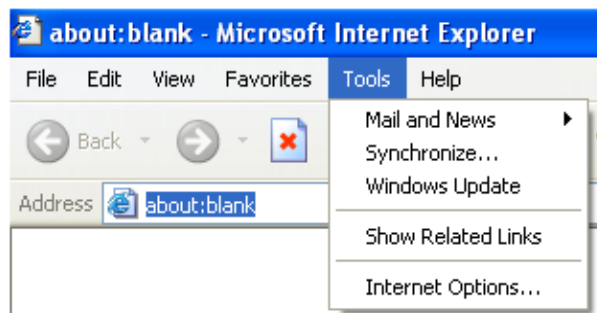 about:blank - Microsoft Internet Explorer
File Edit View Favorites Tools Help
Back
Mail and News
Synchronize...
Windows Update
Address about:blank
Show Related Links
Internet Options...